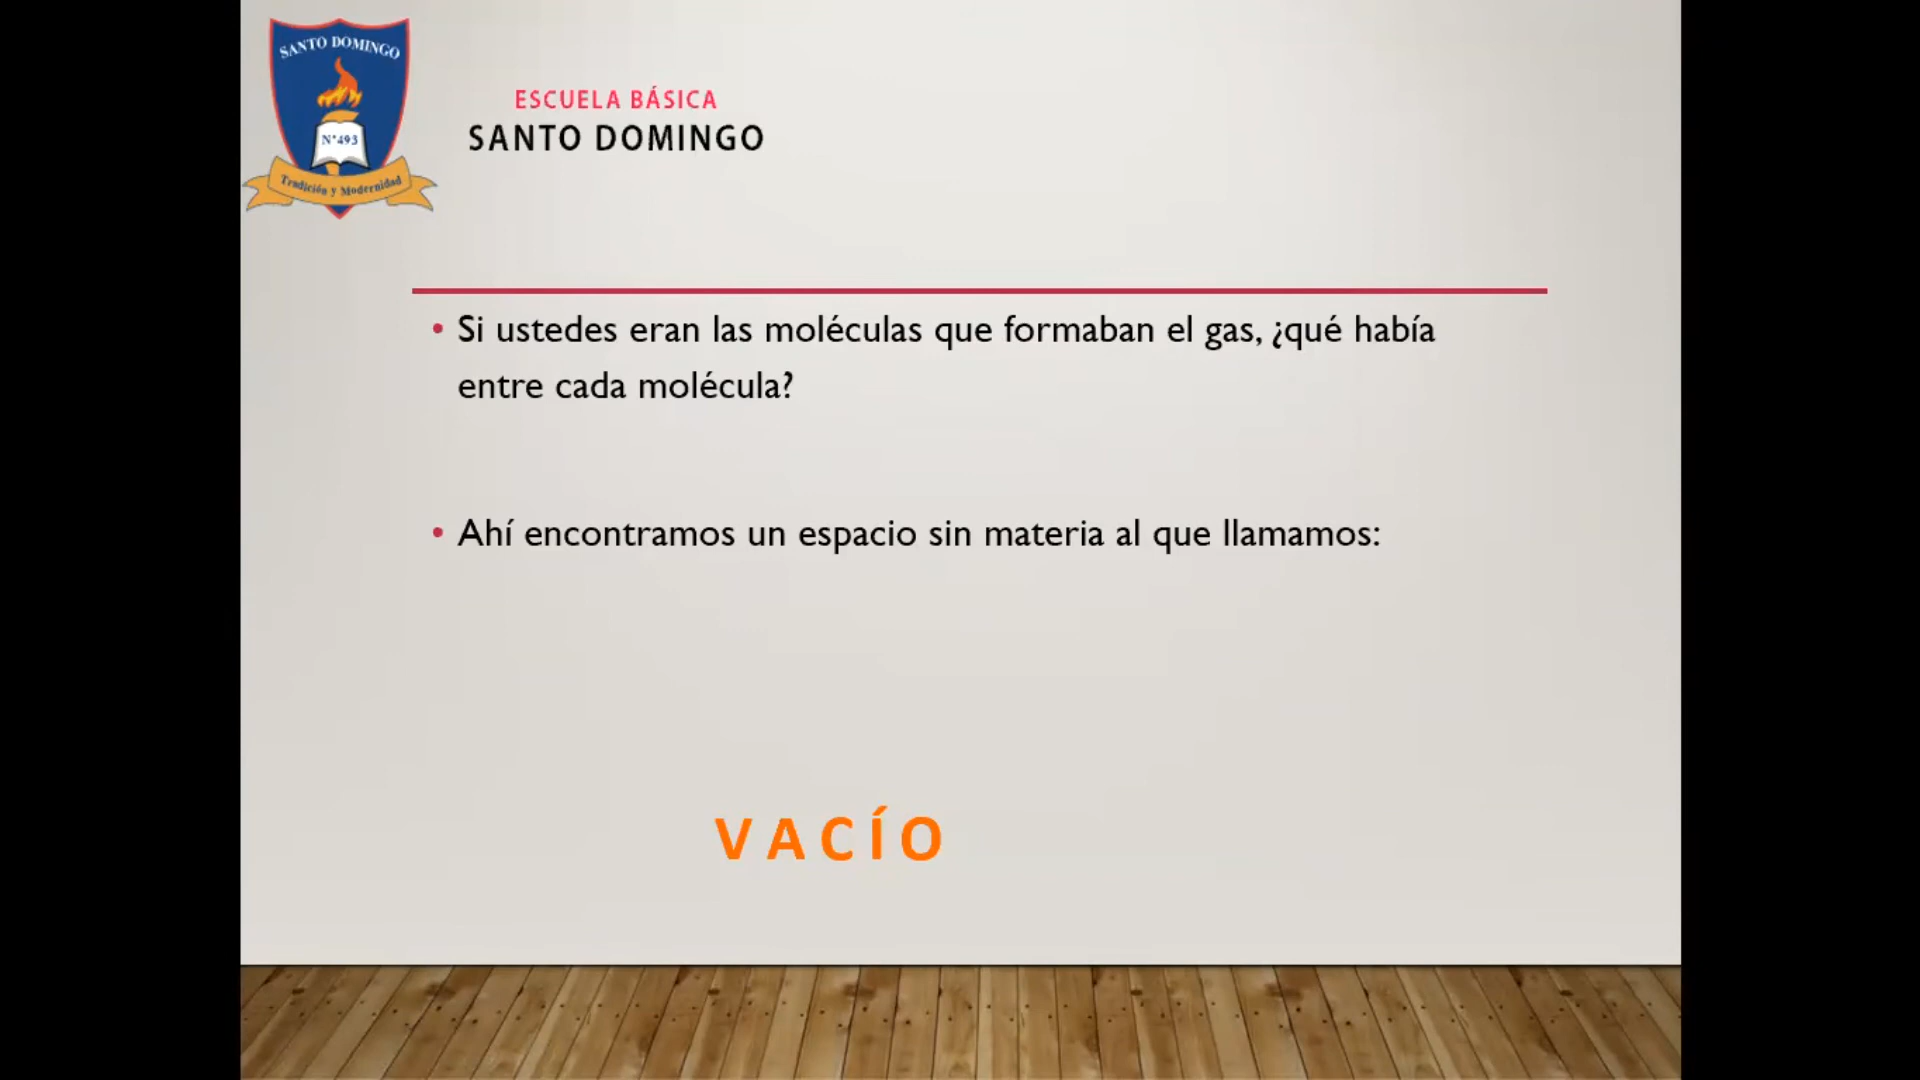 SANTO DOMINGO
N°493
Tradición y Modernidad
ESCUELA BÁSICA
SANTO DOMINGO
• Si ustedes eran las moléculas que formaban el gas, ¿qué había
entre cada molécula?
• Ahí encontramos un espacio sin materia al que llamamos:
VACÍO